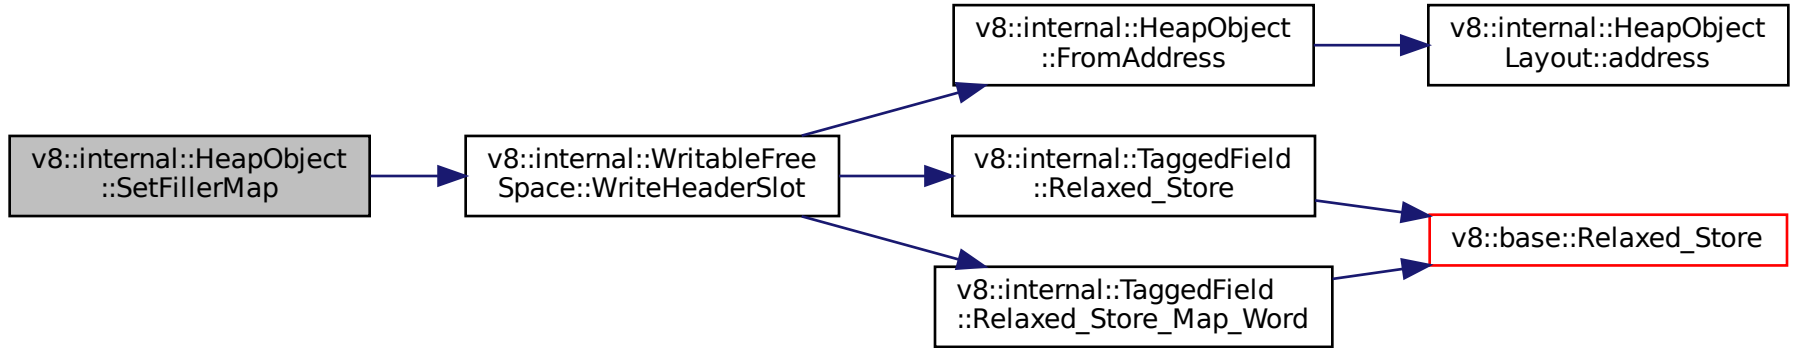 v8::internal::HeapObject
::SetFillerMap
v8::internal::WritableFree
Space::WriteHeaderSlot
v8::internal::HeapObject
::FromAddress
v8::internal::HeapObject
Layout::address
v8::internal::TaggedField
::Relaxed_Store
v8::internal::TaggedField
::Relaxed_Store_Map_Word
v8::base::Relaxed_Store